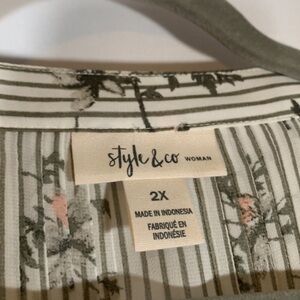 style & co WOMAN
2X
MADE IN INDONESIA
FABRIQUÉ EN
INDONÉSIE